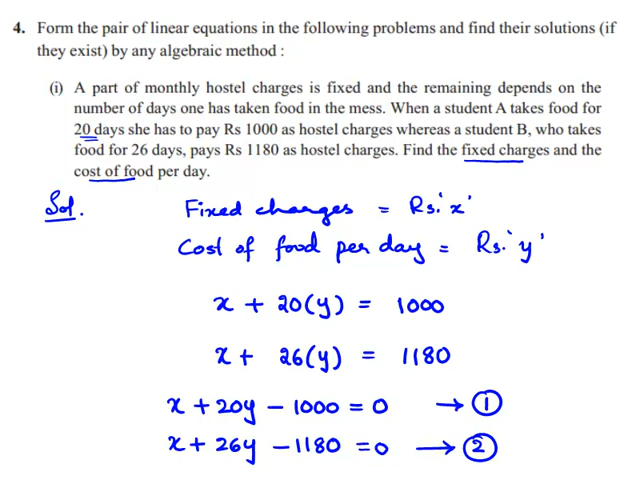 4. Form the pair of linear equations in the following problems and find their solutions (if
they exist) by any algebraic method :
(i) A part of monthly hostel charges is fixed and the remaining depends on the
number of days one has taken food in the mess. When a student A takes food for
20 days she has to pay Rs 1000 as hostel charges whereas a student B, who takes
food for 26 days, pays Rs 1180 as hostel charges. Find the fixed charges and the
cost of food per day.
Sol. Fixed charges = Rs. 'x'
Cost of food per day = Rs. 'y'
x + 20(y) = 1000
x + 26(y) = 1180
x + 20y - 1000 = 0 → ①
x + 26y - 1180 = 0 → ②